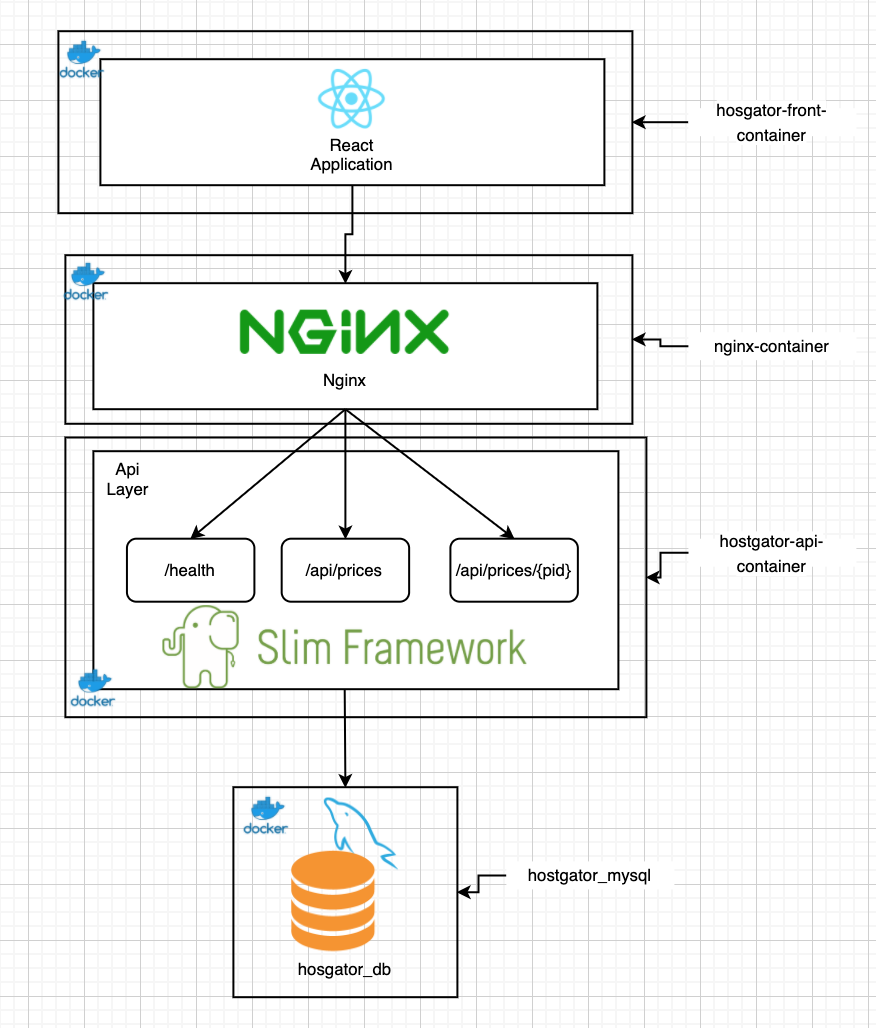 docker
React
Application
hosgator-front-
container
docker
NGINX
Nginx
nginx-container
Api
Layer
/health
/api/prices
/api/prices/{pid}
hostgator-api-
container
Slim Framework
docker
docker
hostgator_mysql
hosgator_db